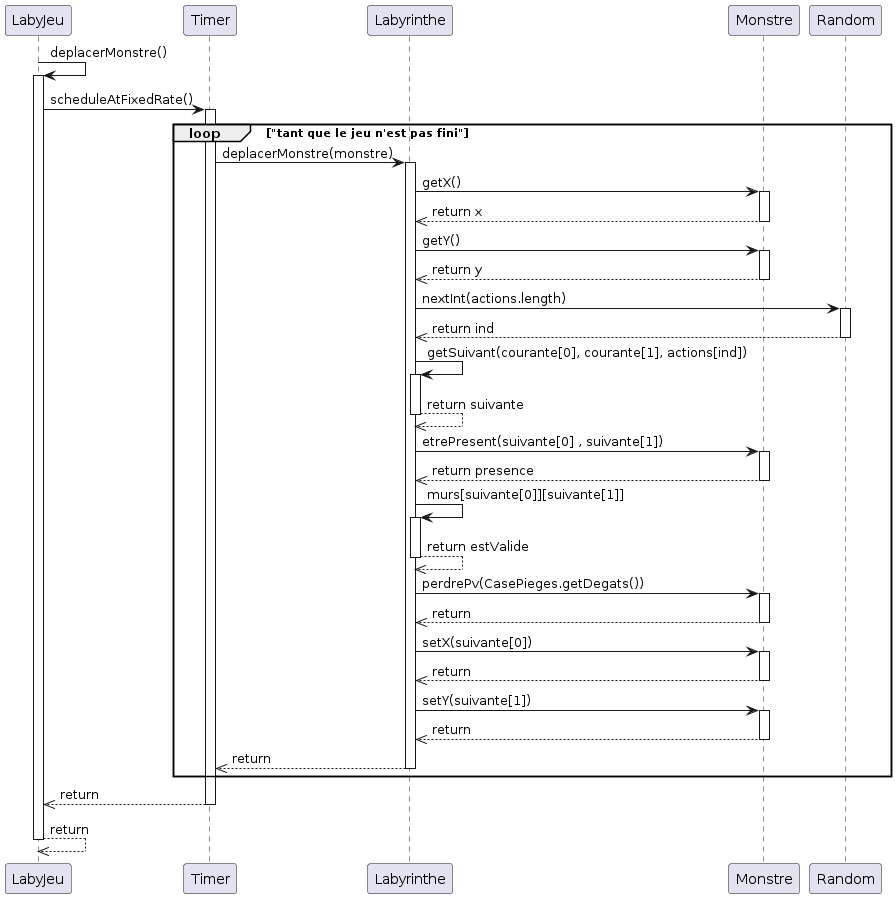 LabyJeu Timer Labyrinthe Monstre Random
deplacerMonstre()
scheduleAtFixedRate()
loop ["tant que le jeu n'est pas fini"]
deplacerMonstre(monstre)
getX()
return x
getY()
return y
nextInt(actions.length)
return ind
getSuivant(courante[0], courante[1], actions[ind])
return suivante
etrePresent(suivante[0] , suivante[1])
return presence
murs[suivante[0]][suivante[1]]
return estValide
perdrePv(CasePieges.getDegats())
return
setX(suivante[0])
return
setY(suivante[1])
return
return
return
return
LabyJeu Timer Labyrinthe Monstre Random